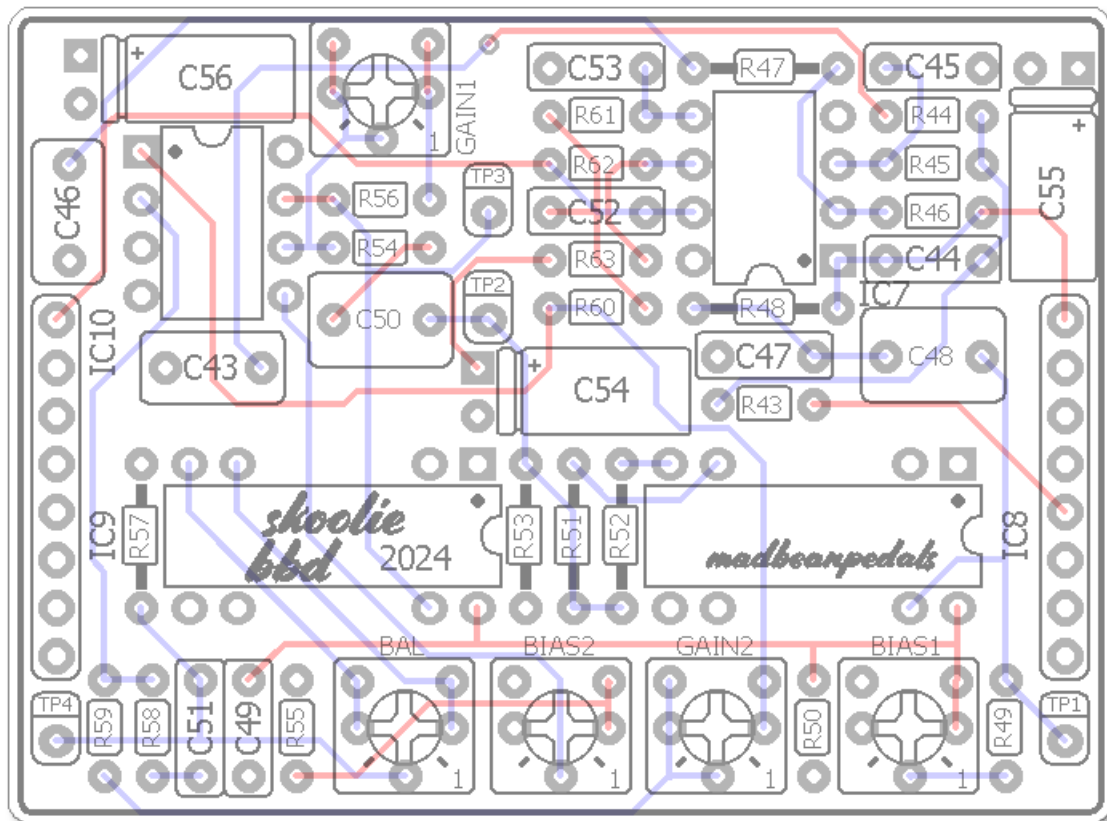 +
C56
C53
R47
C45
R61
R44
+
GAIN1
1
R62
R45
C46
TP3
R56
C52
R46
C55
R54
R63
C44
TP2
IC7
C50
R60
R48
IC10
C43
+
C47
C48
C54
R43
skoolie
bbd
2024
IC9
R57
R53
R51
R52
madbeanpedals
IC8
BAL
BIAS2
GAIN2
BIAS1
TP4
R59
R58
C51
C49
R55
R50
R49
TP1
1
1
1
1